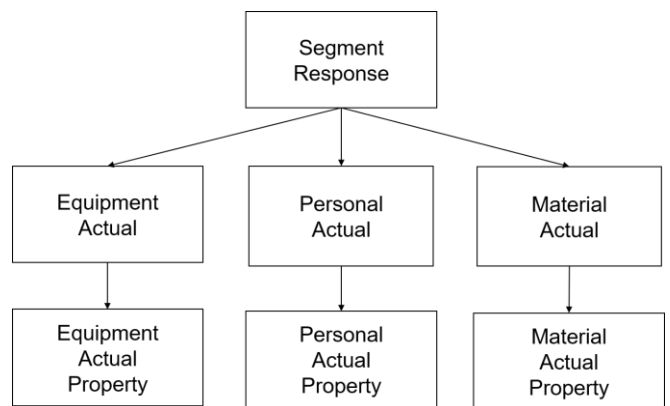 Segment
Response
Equipment
Actual
Personal
Actual
Material
Actual
Equipment
Actual
Property
Personal
Actual
Property
Material
Actual
Property